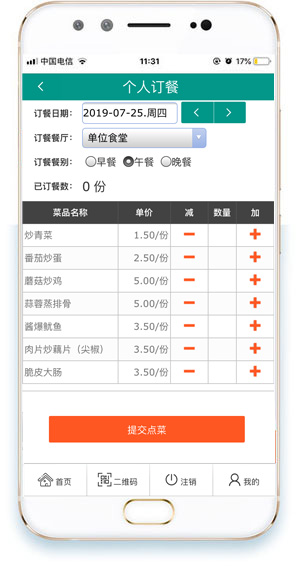 中国电信 11:31 17%
个人订餐
订餐日期: 2019-07-25.周四
订餐餐厅: 单位食堂
订餐餐别: 早餐 午餐 晚餐
已订餐数: 0 份
菜品名称 单价 减 数量 加
炒青菜 1.50/份
番茄炒蛋 2.50/份
蘑菇炒鸡 5.00/份
蒜蓉蒸排骨 5.00/份
酱爆鱿鱼 3.50/份
肉片炒藕片（尖椒） 3.50/份
脆皮大肠 3.50/份
提交点菜
首页 二维码 注销 我的